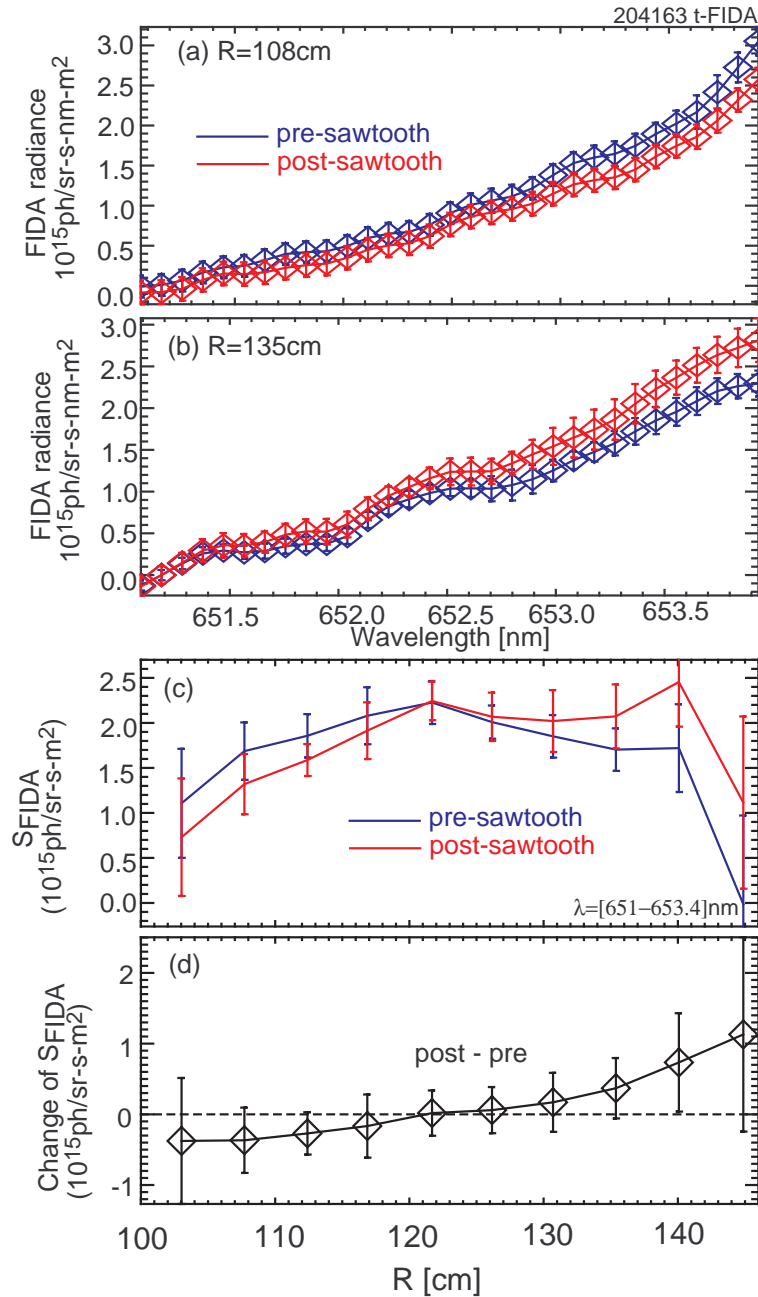 204163 t-FIDA
(a) R=108cm
pre-sawtooth
post-sawtooth
FIDA radiance
10^15ph/sr-s-nm-m^2
3.0
2.5
2.0
1.5
1.0
0.5
0.0
(b) R=135cm
FIDA radiance
10^15ph/sr-s-nm-m^2
3.0
2.5
2.0
1.5
1.0
0.5
0.0
651.5 652.0 652.5 653.0 653.5
Wavelength [nm]
(c)
pre-sawtooth
post-sawtooth
λ=[651−653.4]nm
SFIDA
(10^15ph/sr-s-m^2)
2.5
2.0
1.5
1.0
0.5
0.0
(d)
post - pre
Change of SFIDA
(10^15ph/sr-s-m^2)
2
1
0
-1
100 110 120 130 140
R [cm]